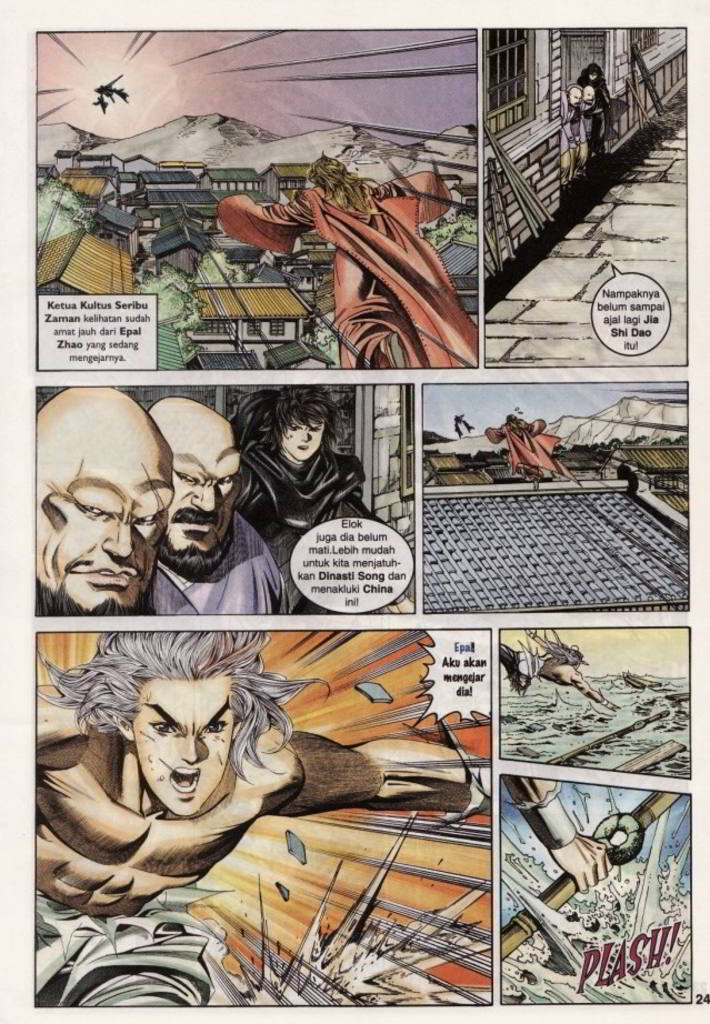 Ketua Kultus Seribu
Zaman kelihatan sudah
amat jauh dari Epal
Zhao yang sedang
mengejarnya.
Nampaknya
belum sampai
ajal lagi Jia
Shi Dao
itu!
Elok
juga dia belum
mati.Lebih mudah
untuk kita menjatuh-
kan Dinasti Song dan
menakluki China
ini!
Epal!
Aku akan
mengejar
dia!
PLASH!
24